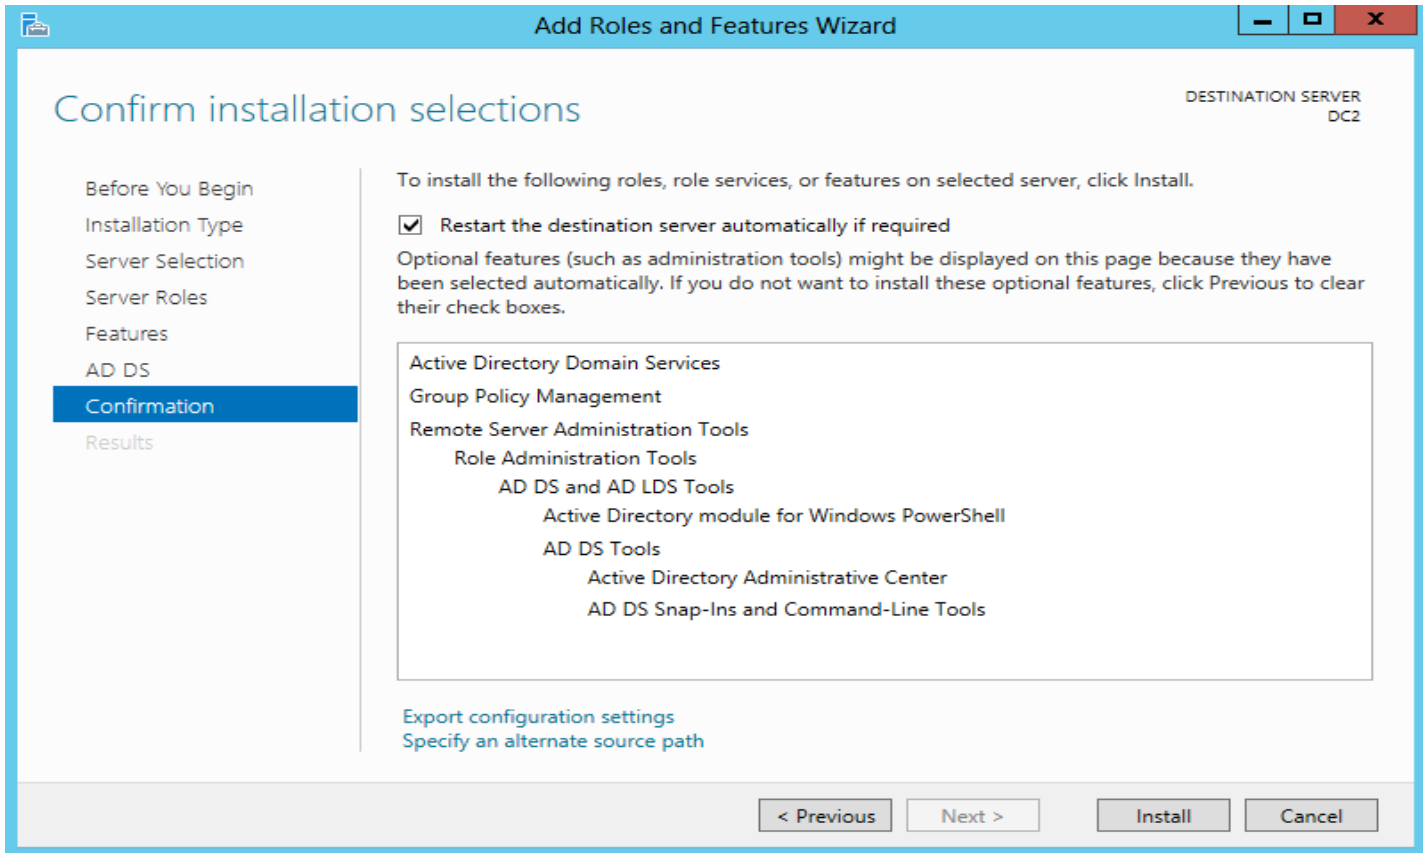 Add Roles and Features Wizard
Confirm installation selections
DESTINATION SERVER
DC2
Before You Begin
Installation Type
Server Selection
Server Roles
Features
AD DS
Confirmation
Results
To install the following roles, role services, or features on selected server, click Install.
Restart the destination server automatically if required
Optional features (such as administration tools) might be displayed on this page because they have
been selected automatically. If you do not want to install these optional features, click Previous to clear
their check boxes.
Active Directory Domain Services
Group Policy Management
Remote Server Administration Tools
Role Administration Tools
AD DS and AD LDS Tools
Active Directory module for Windows PowerShell
AD DS Tools
Active Directory Administrative Center
AD DS Snap-Ins and Command-Line Tools
Export configuration settings
Specify an alternate source path
< Previous
Next >
Install
Cancel